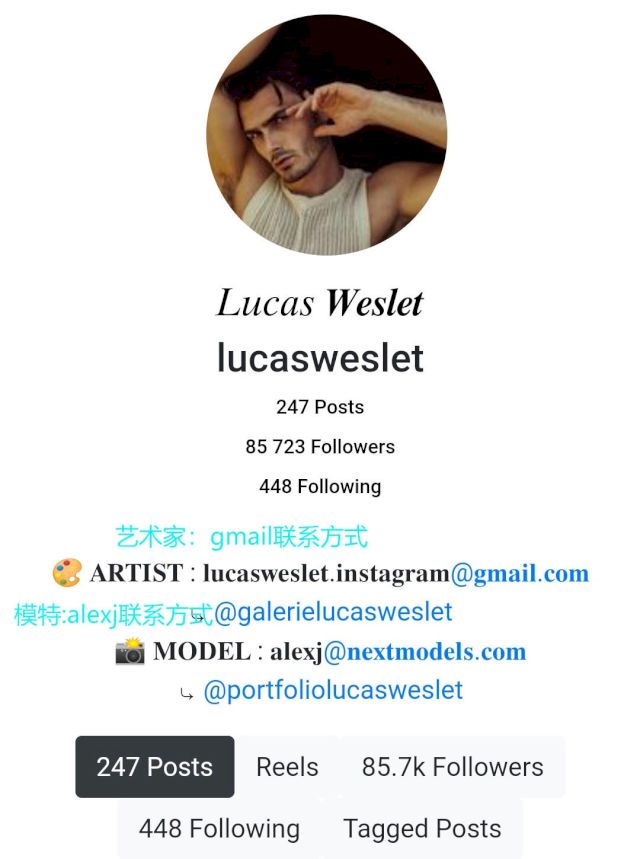 Lucas Weslet
lucasweslet
247 Posts
85 723 Followers
448 Following
艺术家：gmail联系方式
🎨 ARTIST : lucasweslet.instagram@gmail.com
模特:alexj联系方式
⤷ @galerielucasweslet
📸 MODEL : alexj@nextmodels.com
⤷ @portfoliolucasweslet
247 Posts Reels 85.7k Followers
448 Following Tagged Posts